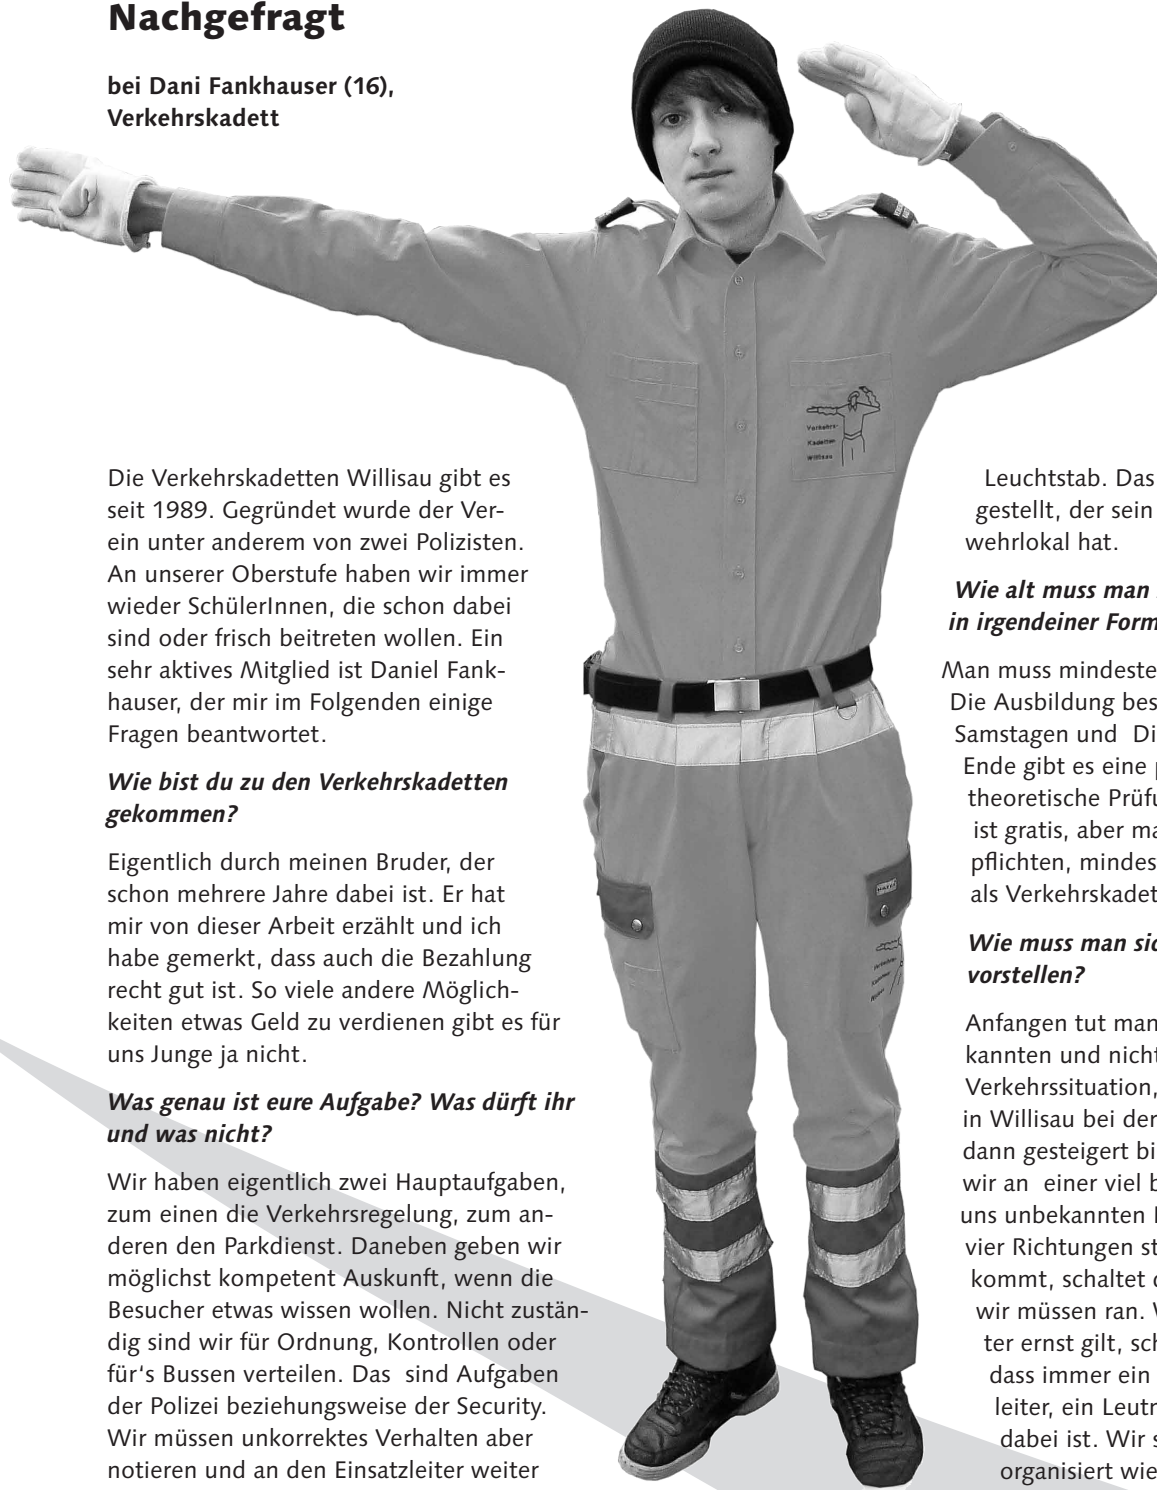 Nachgefragt
bei Dani Fankhauser (16),
Verkehrskadett
Die Verkehrskadetten Willisau gibt es
seit 1989. Gegründet wurde der Ver-
ein unter anderem von zwei Polizisten.
An unserer Oberstufe haben wir immer
wieder SchülerInnen, die schon dabei
sind oder frisch beitreten wollen. Ein
sehr aktives Mitglied ist Daniel Fank-
hauser, der mir im Folgenden einige
Fragen beantwortet.
Wie bist du zu den Verkehrskadetten
gekommen?
Eigentlich durch meinen Bruder, der
schon mehrere Jahre dabei ist. Er hat
mir von dieser Arbeit erzählt und ich
habe gemerkt, dass auch die Bezahlung
recht gut ist. So viele andere Möglich-
keiten etwas Geld zu verdienen gibt es für
uns Junge ja nicht.
Was genau ist eure Aufgabe? Was dürft ihr
und was nicht?
Wir haben eigentlich zwei Hauptaufgaben,
zum einen die Verkehrsregelung, zum an-
deren den Parkdienst. Daneben geben wir
möglichst kompetent Auskunft, wenn die
Besucher etwas wissen wollen. Nicht zustän-
dig sind wir für Ordnung, Kontrollen oder
für's Bussen verteilen. Das  sind Aufgaben
der Polizei beziehungsweise der Security.
Wir müssen unkorrektes Verhalten aber
notieren und an den Einsatzleiter weiter
Verkehrs-
Kadetten
Willisau
Leuchtstab. Das
gestellt, der sein
wehrlokal hat.
Wie alt muss man
in irgendeiner Form
Man muss mindeste
Die Ausbildung bes
Samstagen und  Di
Ende gibt es eine
theoretische Prüfu
ist gratis, aber ma
pflichten, mindes
als Verkehrskadet
Wie muss man sic
vorstellen?
Anfangen tut man
kannten und nicht
Verkehrssituation,
in Willisau bei der
dann gesteigert bi
wir an  einer viel b
uns unbekannten
vier Richtungen st
kommt, schaltet
wir müssen ran.
ter ernst gilt, sch
dass immer ein
leiter, ein Leutn
dabei ist. Wir s
organisiert wie